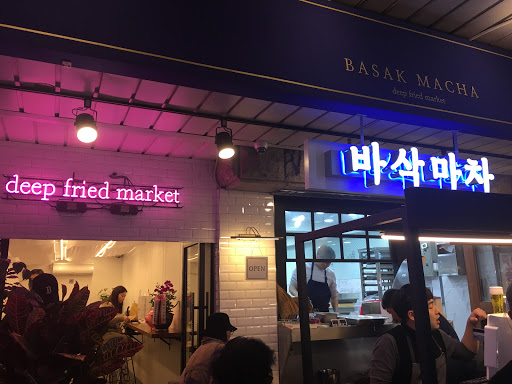 BASAK MACHA
deep fried market
deep fried market
바삭마차
OPEN